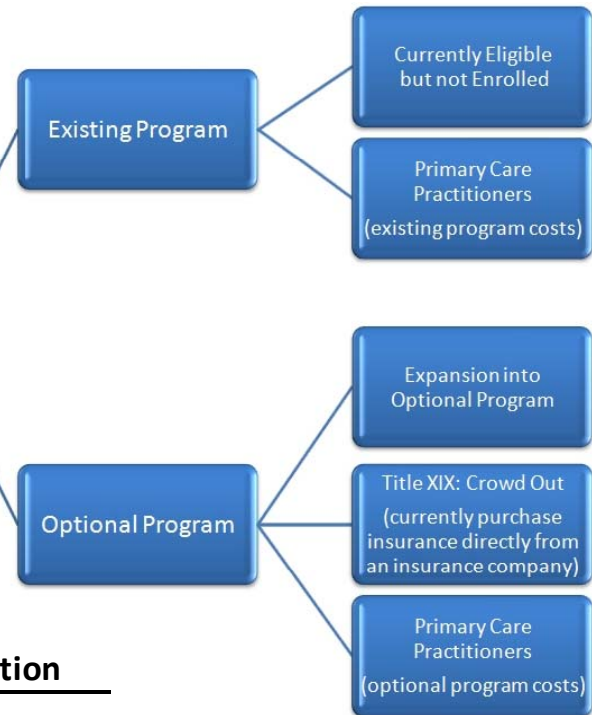 Currently Eligible
but not Enrolled
Existing Program
Primary Care
Practitioners
(existing program costs)
Expansion into
Optional Program
Title XIX: Crowd Out
(currently purchase
insurance directly from
an insurance company)
Optional Program
Primary Care
Practitioners
(optional program costs)
tion